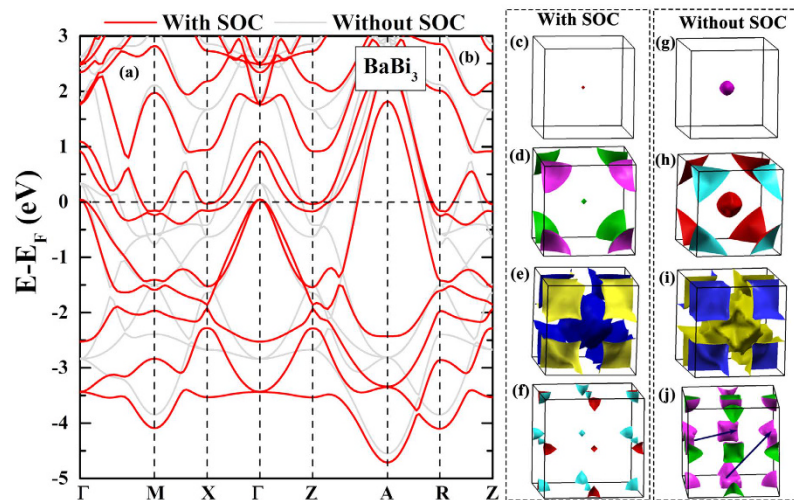 With SOC Without SOC
3
2
1
0
-1
-2
-3
-4
-5
E-E_F (eV)
(a)
(b)
BaBi₃
Γ M X Γ Z A R Z
With SOC
(c)
(d)
(e)
(f)
Without SOC
(g)
(h)
(i)
(j)